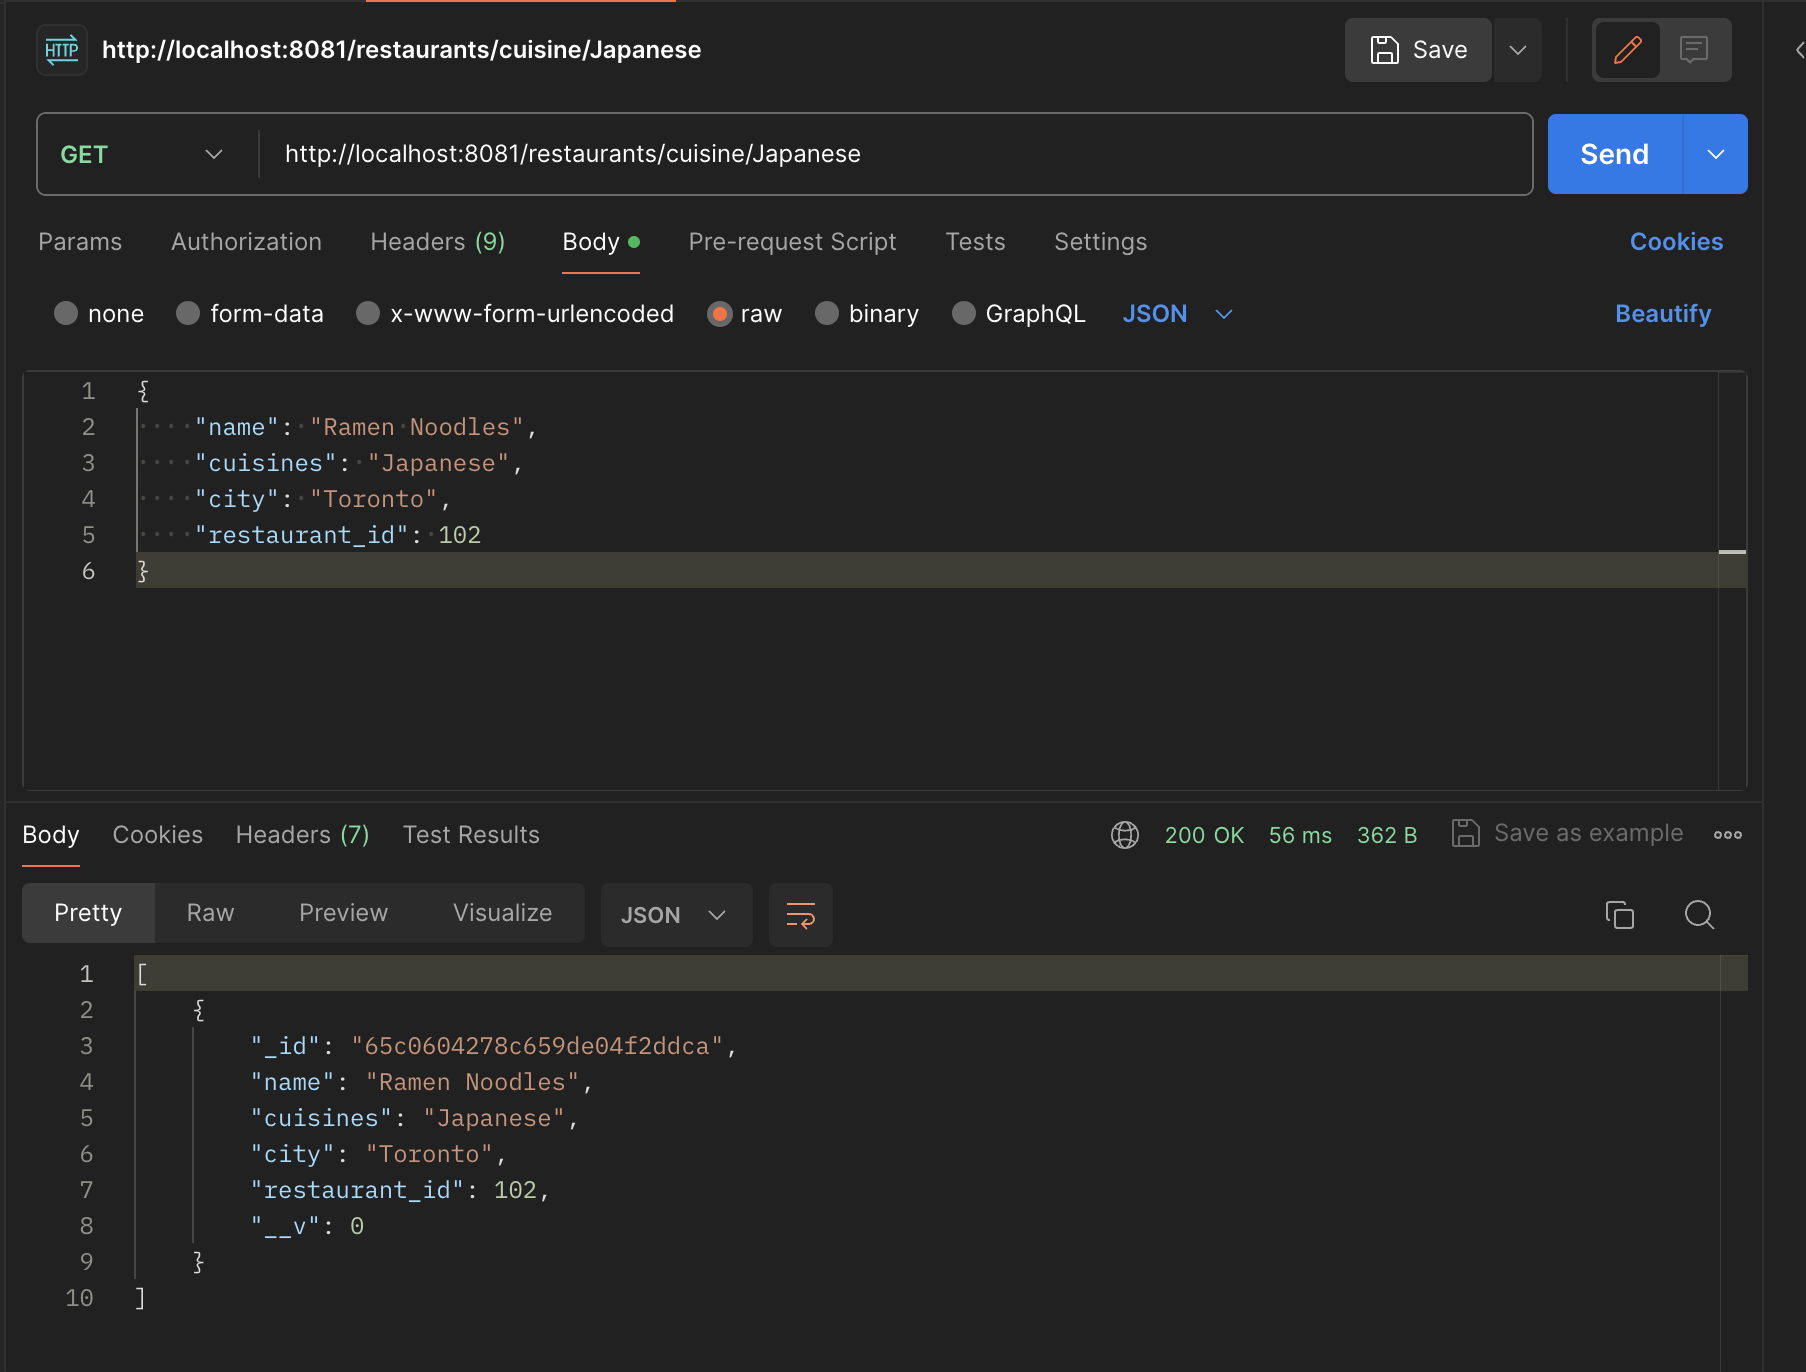 HTTP http://localhost:8081/restaurants/cuisine/Japanese Save
GET http://localhost:8081/restaurants/cuisine/Japanese Send
Params Authorization Headers (9) Body Pre-request Script Tests Settings Cookies
none form-data x-www-form-urlencoded raw binary GraphQL JSON Beautify
1 {
2 "name": "Ramen Noodles",
3 "cuisines": "Japanese",
4 "city": "Toronto",
5 "restaurant_id": 102
6 }
Body Cookies Headers (7) Test Results 200 OK 56 ms 362 B Save as example
Pretty Raw Preview Visualize JSON
1 [
2 {
3 "_id": "65c0604278c659de04f2ddca",
4 "name": "Ramen Noodles",
5 "cuisines": "Japanese",
6 "city": "Toronto",
7 "restaurant_id": 102,
8 "__v": 0
9 }
10 ]